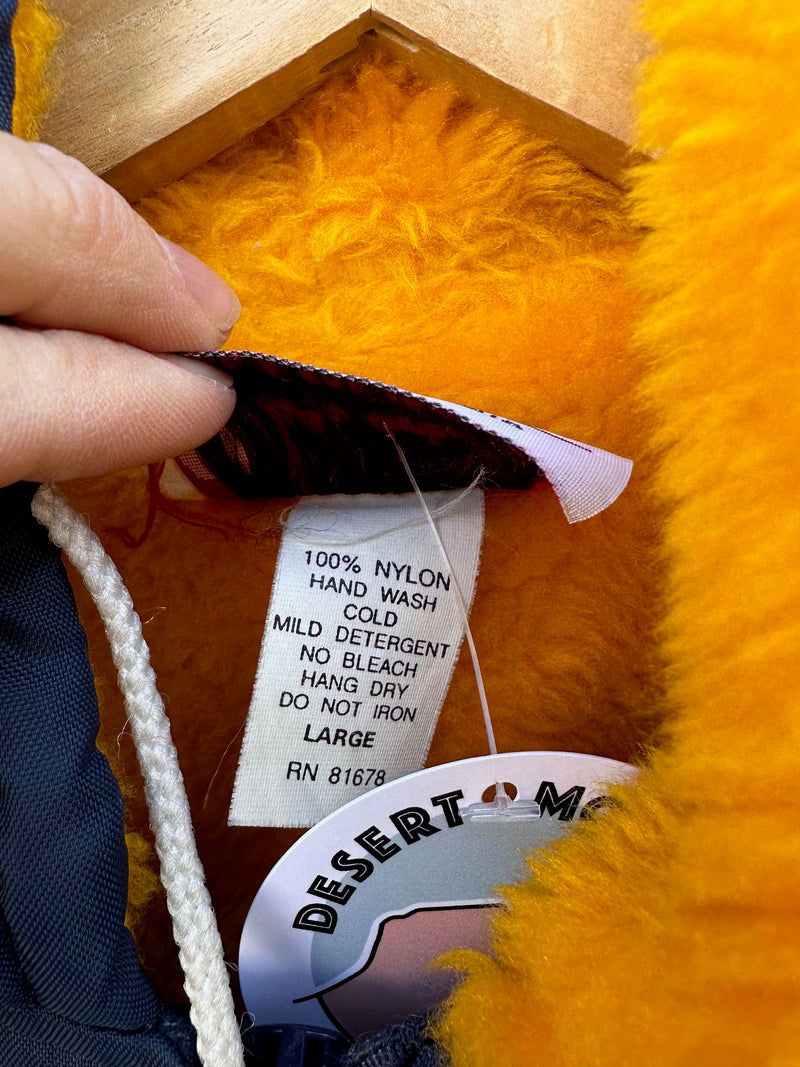 100% NYLON
HAND WASH
COLD
MILD DETERGENT
NO BLEACH
HANG DRY
DO NOT IRON
LARGE
RN 81678
DESERT